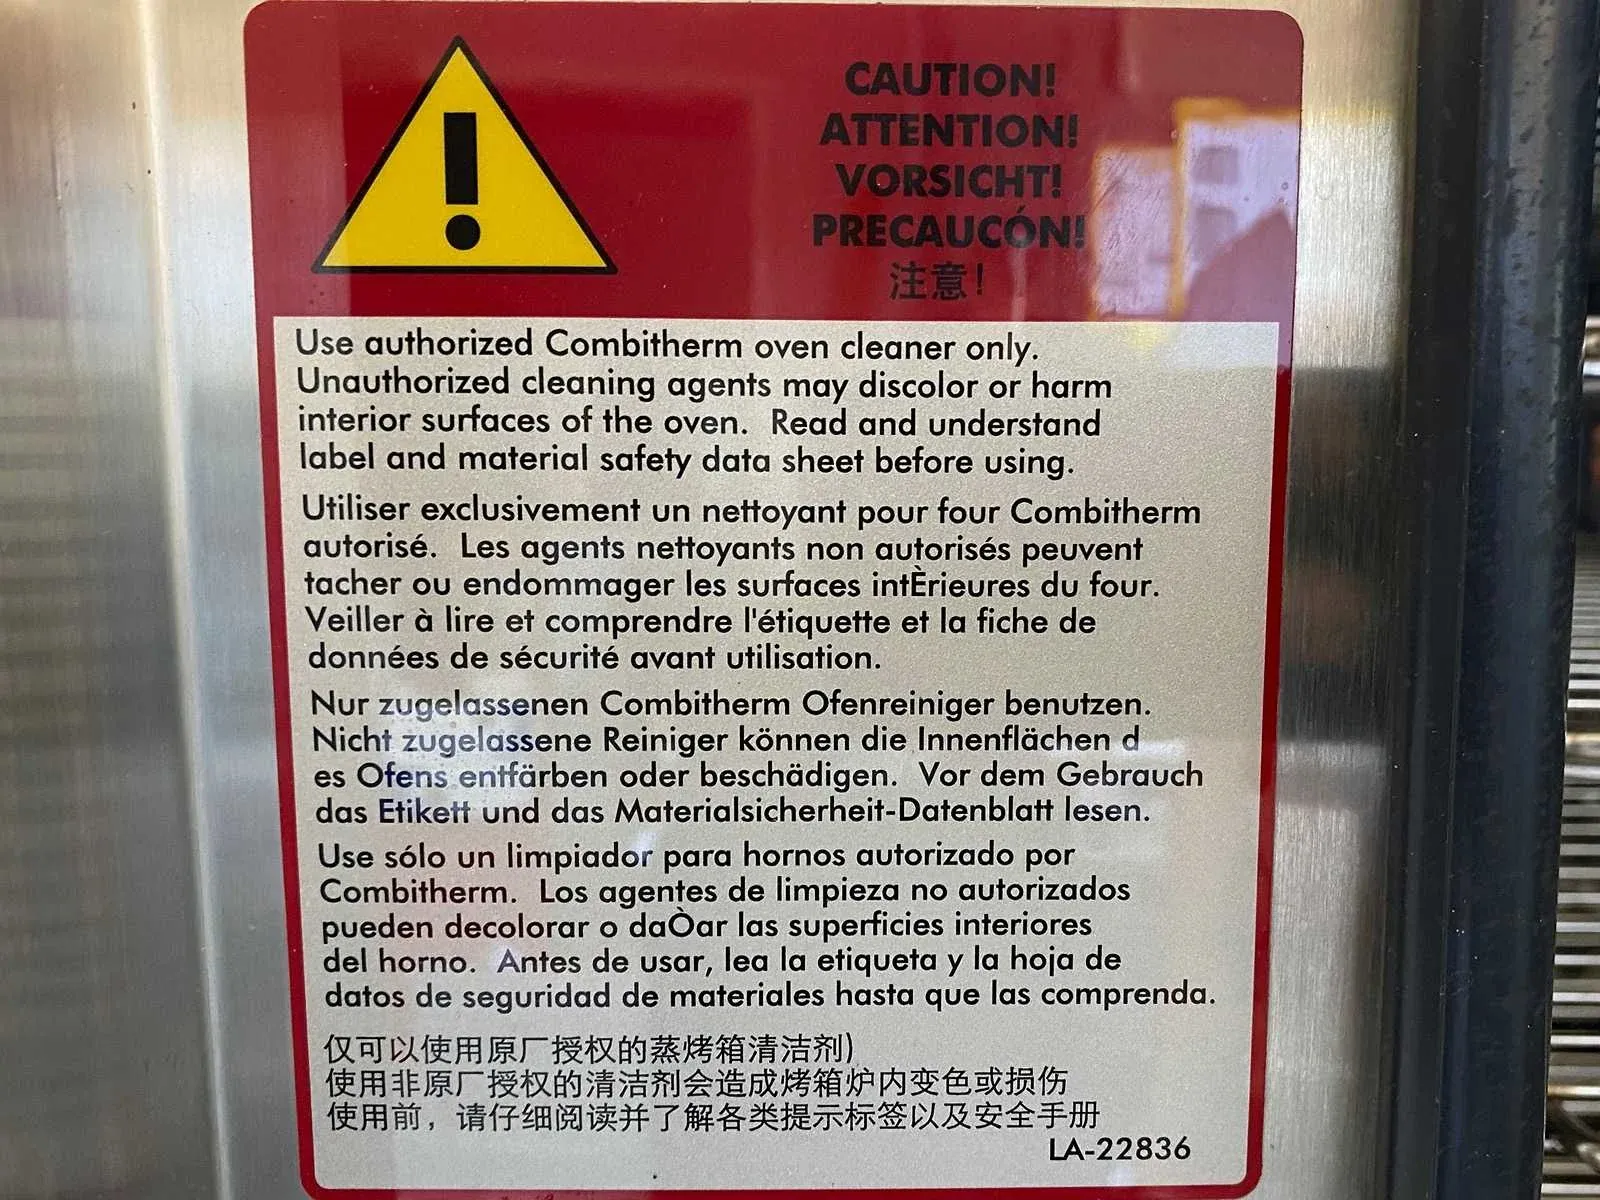 CAUTION!
ATTENTION!
VORSICHT!
PRECAUCÓN!
注意!
Use authorized Combitherm oven cleaner only.
Unauthorized cleaning agents may discolor or harm
interior surfaces of the oven. Read and understand
label and material safety data sheet before using.
Utiliser exclusivement un nettoyant pour four Combitherm
autorisé. Les agents nettoyants non autorisés peuvent
tacher ou endommager les surfaces intÈrieures du four.
Veiller à lire et comprendre l'étiquette et la fiche de
données de sécurité avant utilisation.
Nur zugelassenen Combitherm Ofenreiniger benutzen.
Nicht zugelassene Reiniger können die Innenflächen d
es Ofens entfärben oder beschädigen. Vor dem Gebrauch
das Etikett und das Materialsicherheit-Datenblatt lesen.
Use sólo un limpiador para hornos autorizado por
Combitherm. Los agentes de limpieza no autorizados
pueden decolorar o daÒar las superficies interiores
del horno. Antes de usar, lea la etiqueta y la hoja de
datos de seguridad de materiales hasta que las comprenda.
仅可以使用原厂授权的蒸烤箱清洁剂)
使用非原厂授权的清洁剂会造成烤箱炉内变色或损伤
使用前，请仔细阅读并了解各类提示标签以及安全手册
LA-22836